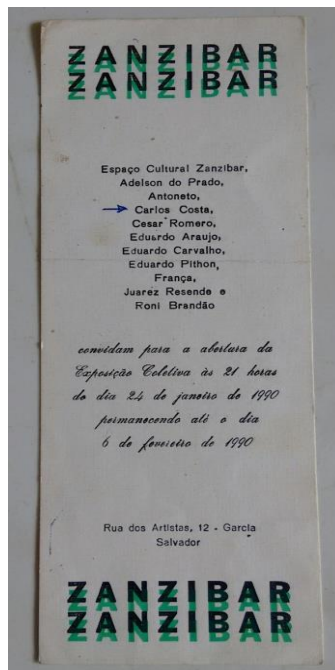 ZANZIBAR
ZANZIBAR
Espaço Cultural Zanzibar,
Adelson do Prado,
Antoneto,
Carlos Costa,
Cesar Romero,
Eduardo Araujo,
Eduardo Carvalho,
Eduardo Pithon,
França,
Juarez Resende e
Roni Brandão
convidam para a abertura da
Exposição Coletiva às 21 horas
do dia 24 de janeiro de 1990
permanecendo até o dia
6 de fevereiro de 1990
Rua dos Artistas, 12 - Garcia
Salvador
ZANZIBAR
ZANZIBAR